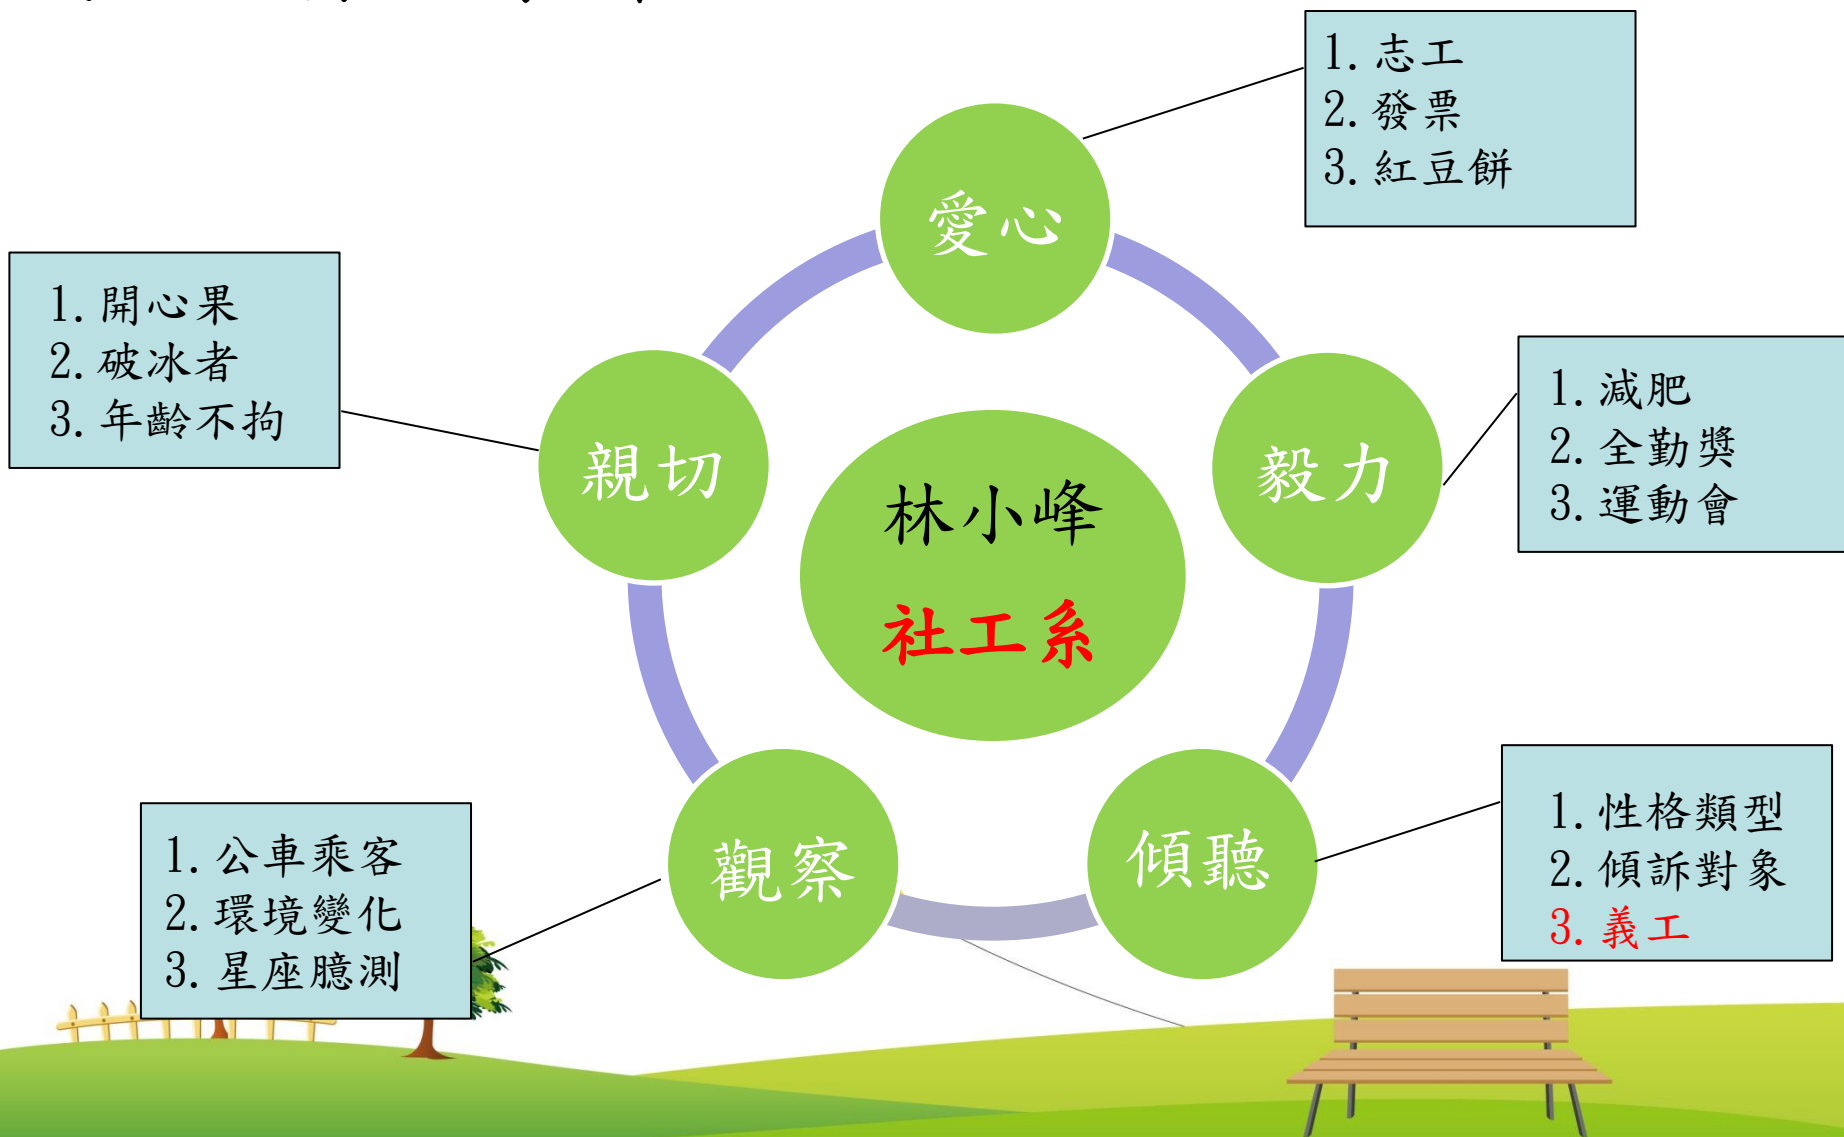 1. 志工
2. 發票
3. 紅豆餅
愛心
1. 開心果
2. 破冰者
3. 年齡不拘
親切
1. 減肥
2. 全勤獎
3. 運動會
毅力
林小峰
社工系
1. 公車乘客
2. 環境變化
3. 星座臆測
觀察
傾聽
1. 性格類型
2. 傾訴對象
3. 義工